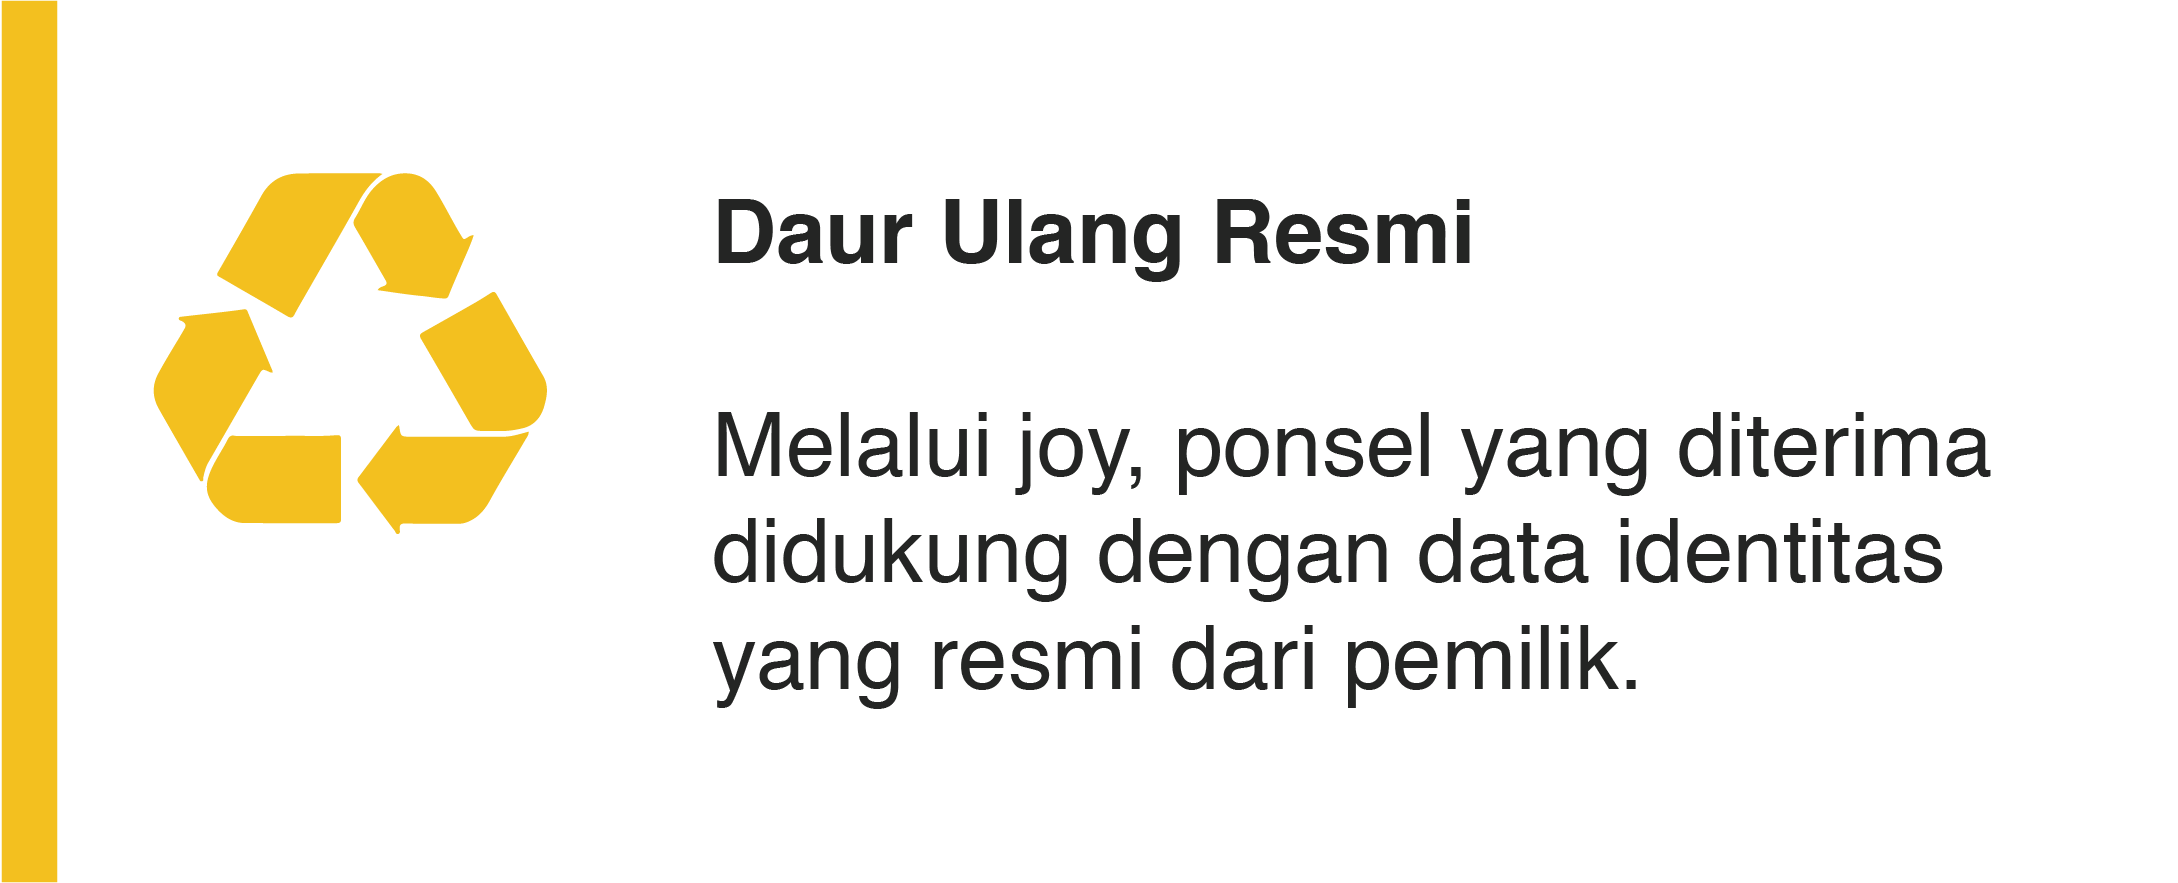 Daur Ulang Resmi
Melalui joy, ponsel yang diterima
didukung dengan data identitas
yang resmi dari pemilik.